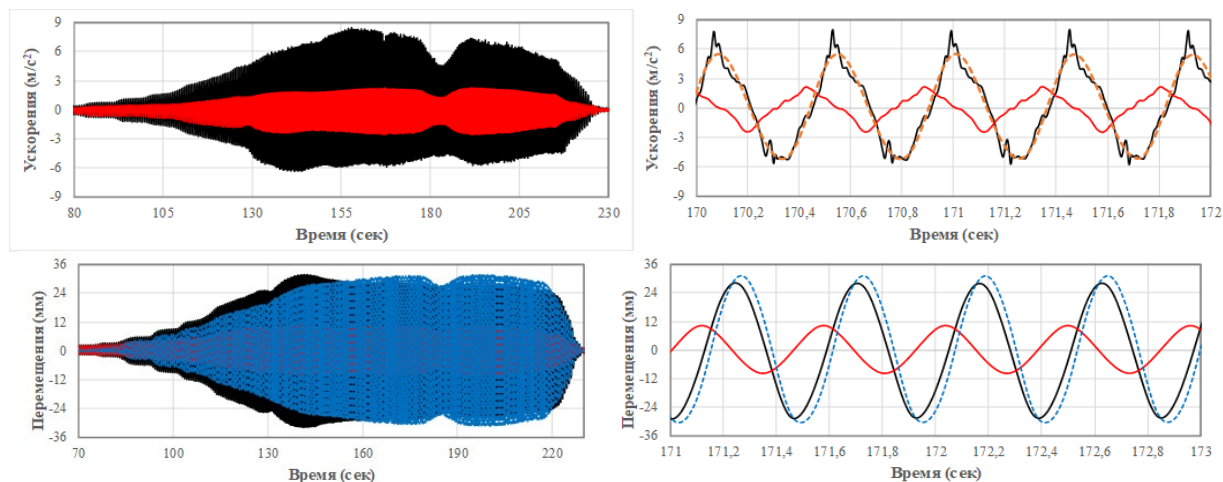 Ускорения (м/с²)
9
6
3
0
-3
-6
-9
80 105 130 155 180 205 230
Время (сек)
Ускорения (м/с²)
9
6
3
0
-3
-6
-9
170 170,2 170,4 170,6 170,8 171 171,2 171,4 171,6 171,8 172
Время (сек)
Перемещения (мм)
36
24
12
0
-12
-24
-36
70 100 130 160 190 220
Время (сек)
Перемещения (мм)
36
24
12
0
-12
-24
-36
171 171,2 171,4 171,6 171,8 172 172,2 172,4 172,6 172,8 173
Время (сек)